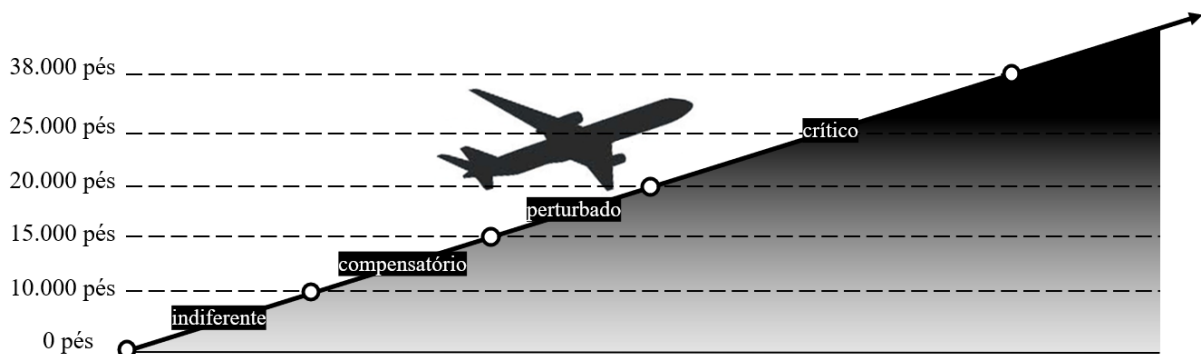 38.000 pés
25.000 pés
crítico
20.000 pés
perturbado
15.000 pés
compensatório
10.000 pés
indiferente
0 pés